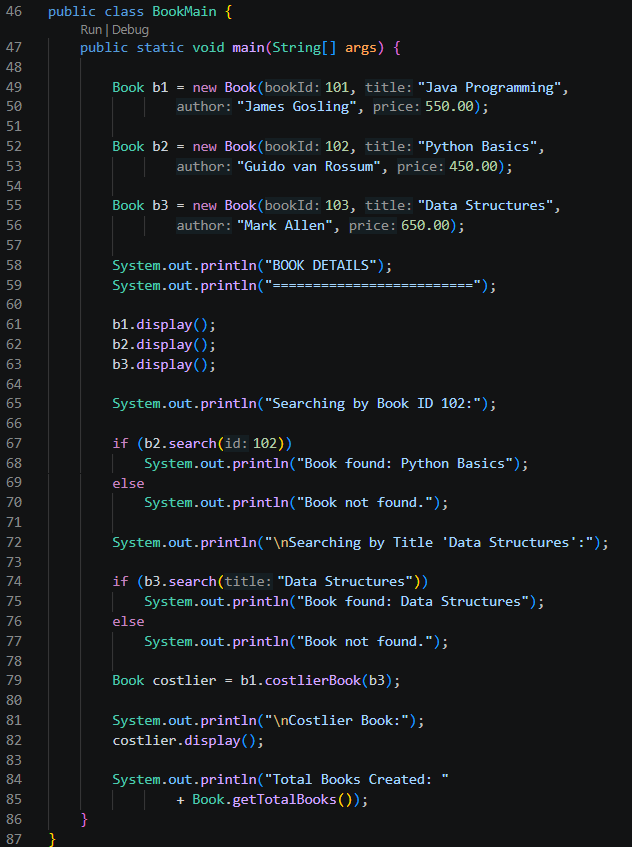 46 public class BookMain {
Run | Debug
47 public static void main(String[] args) {
48
49 Book b1 = new Book(bookId: 101, title: "Java Programming",
50 author: "James Gosling", price: 550.00);
51
52 Book b2 = new Book(bookId: 102, title: "Python Basics",
53 author: "Guido van Rossum", price: 450.00);
54
55 Book b3 = new Book(bookId: 103, title: "Data Structures",
56 author: "Mark Allen", price: 650.00);
57
58 System.out.println("BOOK DETAILS");
59 System.out.println("=========================");
60
61 b1.display();
62 b2.display();
63 b3.display();
64
65 System.out.println("Searching by Book ID 102:");
66
67 if (b2.search(id: 102))
68 System.out.println("Book found: Python Basics");
69 else
70 System.out.println("Book not found.");
71
72 System.out.println("\nSearching by Title 'Data Structures':");
73
74 if (b3.search(title: "Data Structures"))
75 System.out.println("Book found: Data Structures");
76 else
77 System.out.println("Book not found.");
78
79 Book costlier = b1.costlierBook(b3);
80
81 System.out.println("\nCostlier Book:");
82 costlier.display();
83
84 System.out.println("Total Books Created: "
85 + Book.getTotalBooks());
86 }
87 }